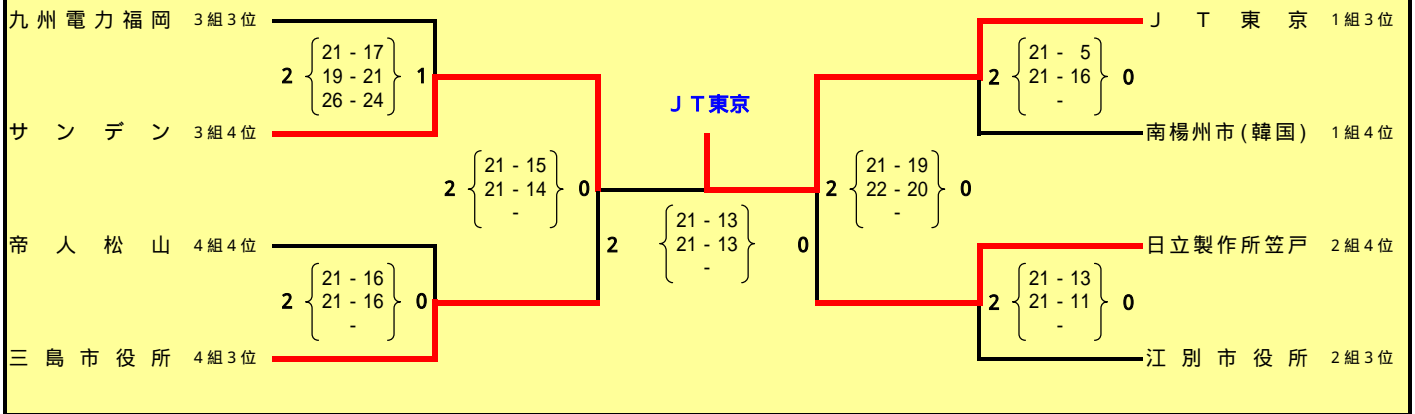 九州電力福岡 3組3位
2 21 - 17 1
19 - 21
26 - 24
サンデン 3組4位
2 21 - 15 0
21 - 14
-
帝人松山 4組4位
2 21 - 16 0
21 - 16
-
三島市役所 4組3位
ＪＴ東京
2 21 - 13 0
21 - 13
-
ＪＴ東京 1組3位
2 21 - 5 0
21 - 16
-
南楊州市(韓国) 1組4位
2 21 - 19 0
22 - 20
-
日立製作所笠戸 2組4位
2 21 - 13 0
21 - 11
-
江別市役所 2組3位